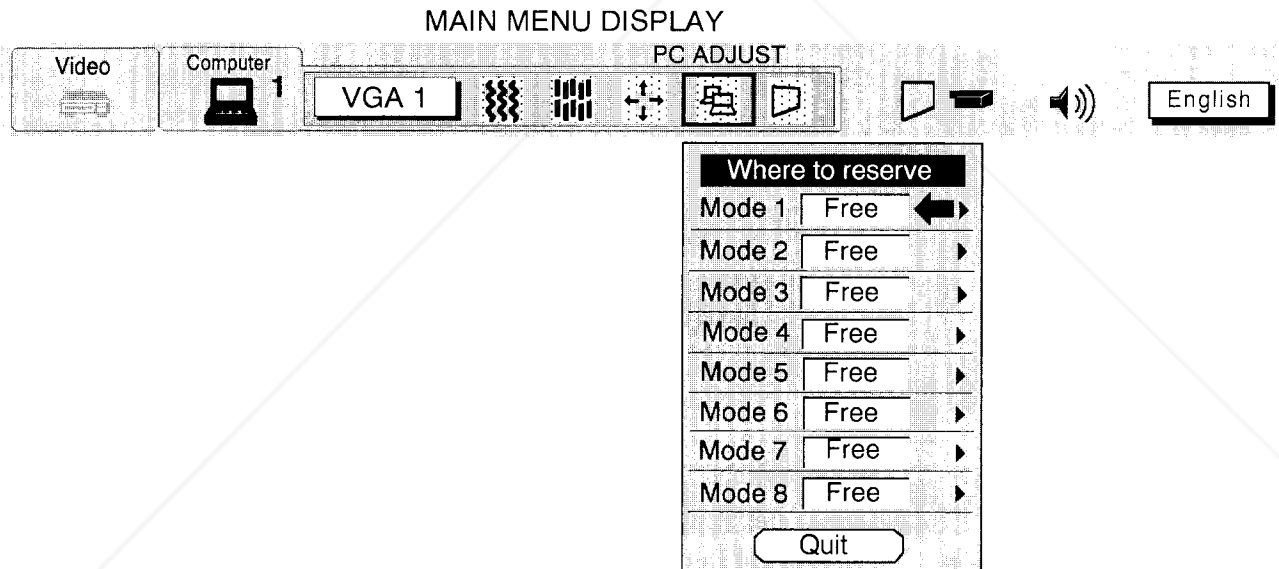 MAIN MENU DISPLAY
PC ADJUST
Video
Computer
1
VGA 1
English
Where to reserve
Mode 1 Free
Mode 2 Free
Mode 3 Free
Mode 4 Free
Mode 5 Free
Mode 6 Free
Mode 7 Free
Mode 8 Free
Quit